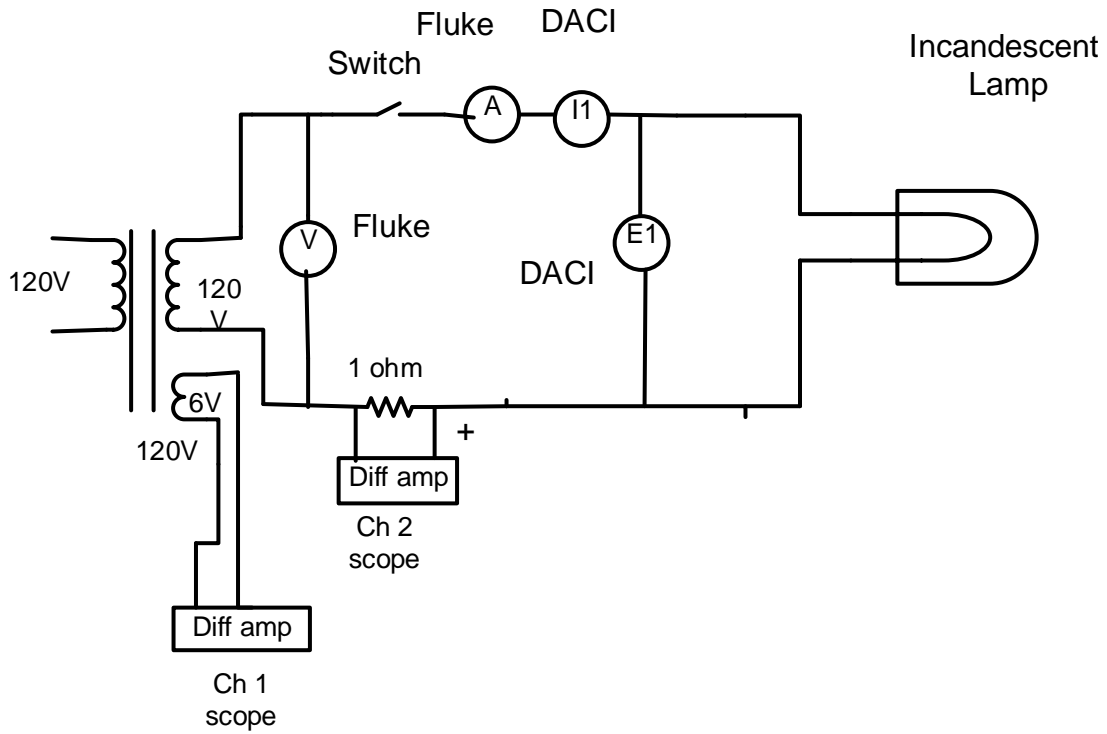 Fluke DACI
Switch
Incandescent
Lamp
A
I1
V
Fluke
E1
DACI
120V
120
V
6V
120V
1 ohm
+
Diff amp
Ch 2
scope
Diff amp
Ch 1
scope